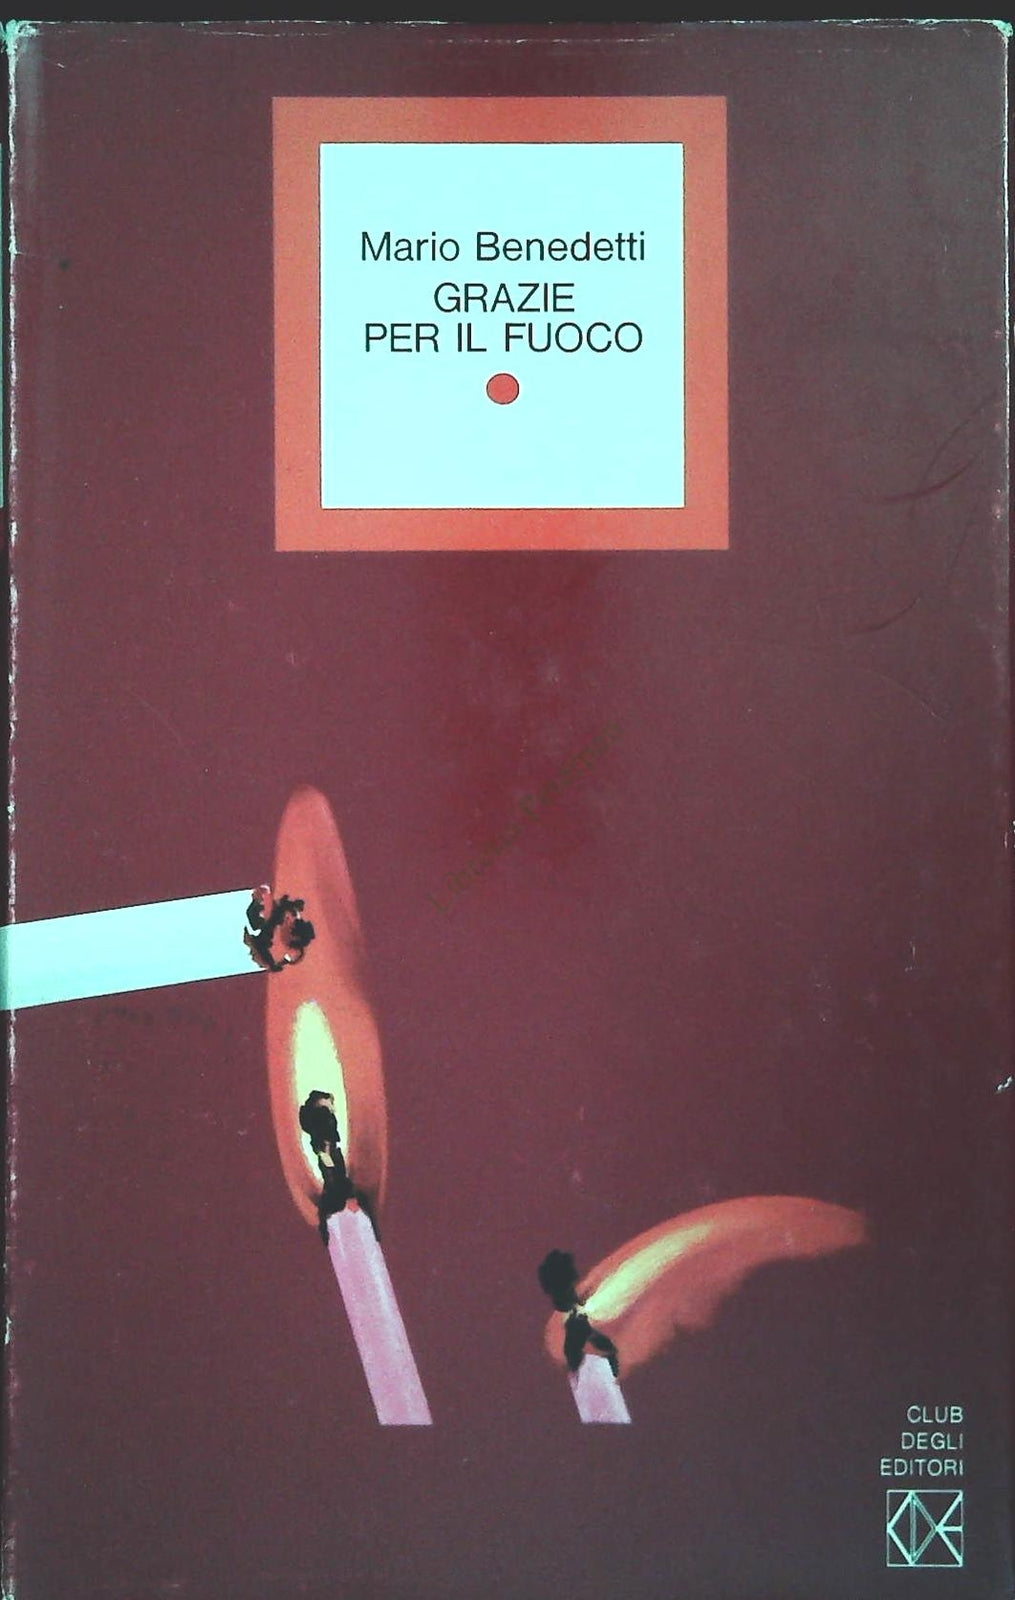 Mario Benedetti
GRAZIE
PER IL FUOCO
CLUB
DEGLI
EDITORI